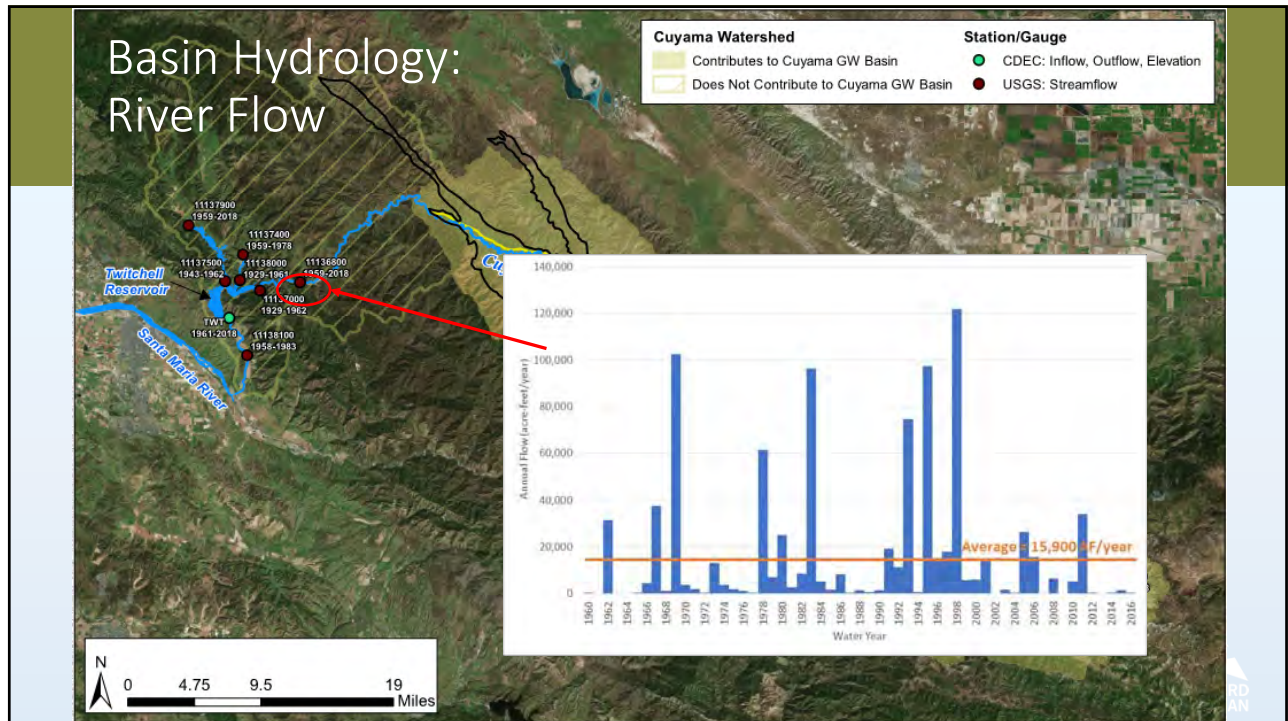 Basin Hydrology:
River Flow
Cuyama Watershed
Contributes to Cuyama GW Basin
Does Not Contribute to Cuyama GW Basin
Station/Gauge
CDEC: Inflow, Outflow, Elevation
USGS: Streamflow
11137900
1959-2018
11137400
1959-1978
11137500
1943-1962
11138000
1929-1961
11136800
1959-2018
11137000
1929-1962
Twitchell
Reservoir
TWT
1961-2018
11138100
1958-1983
Santa Maria River
140,000
120,000
100,000
80,000
60,000
40,000
20,000
0
Annual Flow (acre-feet/year)
Average = 15,900 AF/year
1960
1962
1964
1966
1968
1970
1972
1974
1976
1978
1980
1982
1984
1986
1988
1990
1992
1994
1996
1998
2000
2002
2004
2006
2008
2010
2012
2014
2016
Water Year
N
0 4.75 9.5 19
Miles